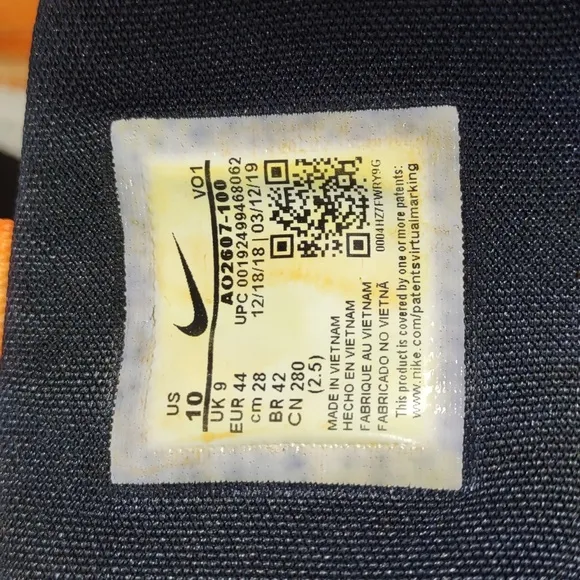 US
10
UK 9
EUR 44
cm 28
BR 42
CN 280
(2.5)
VO1
AO2607-100
UPC 00192499468062
12/18/18 | 03/12/19
0004HZ7FWRY9G
MADE IN VIETNAM
HECHO EN VIETNAM
FABRIQUE AU VIETNAM
FABRICADO NO VIETNÃ
This product is covered by one or more patents:
www.nike.com/patentsvirtualmarking